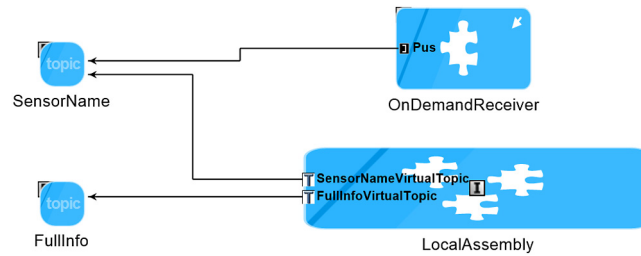 topic
Pus
SensorName
OnDemandReceiver
T SensorNameVirtualTopic
T FullInfoVirtualTopic
I
topic
FullInfo
LocalAssembly